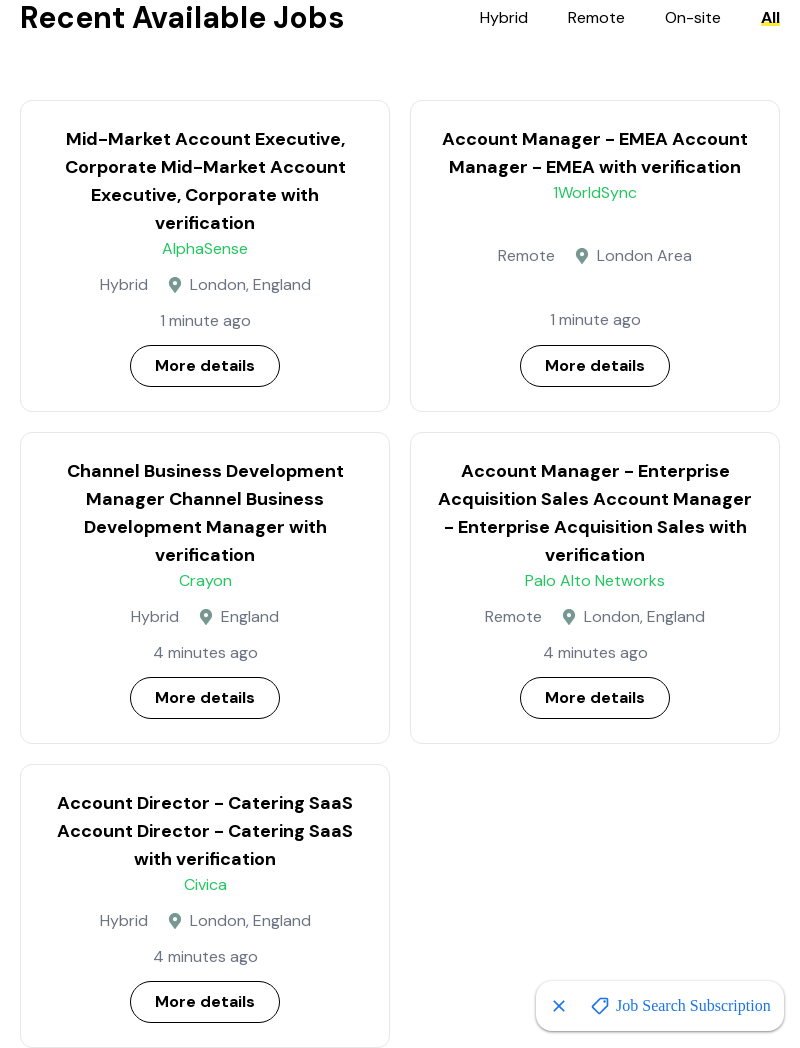 Recent Available Jobs
Hybrid Remote On-site All
Mid-Market Account Executive,
Corporate Mid-Market Account
Executive, Corporate with
verification
AlphaSense
Hybrid London, England
1 minute ago
More details
Account Manager - EMEA Account
Manager - EMEA with verification
1WorldSync
Remote London Area
1 minute ago
More details
Channel Business Development
Manager Channel Business
Development Manager with
verification
Crayon
Hybrid England
4 minutes ago
More details
Account Manager - Enterprise
Acquisition Sales Account Manager
- Enterprise Acquisition Sales with
verification
Palo Alto Networks
Remote London, England
4 minutes ago
More details
Account Director - Catering SaaS
Account Director - Catering SaaS
with verification
Civica
Hybrid London, England
4 minutes ago
More details
Job Search Subscription